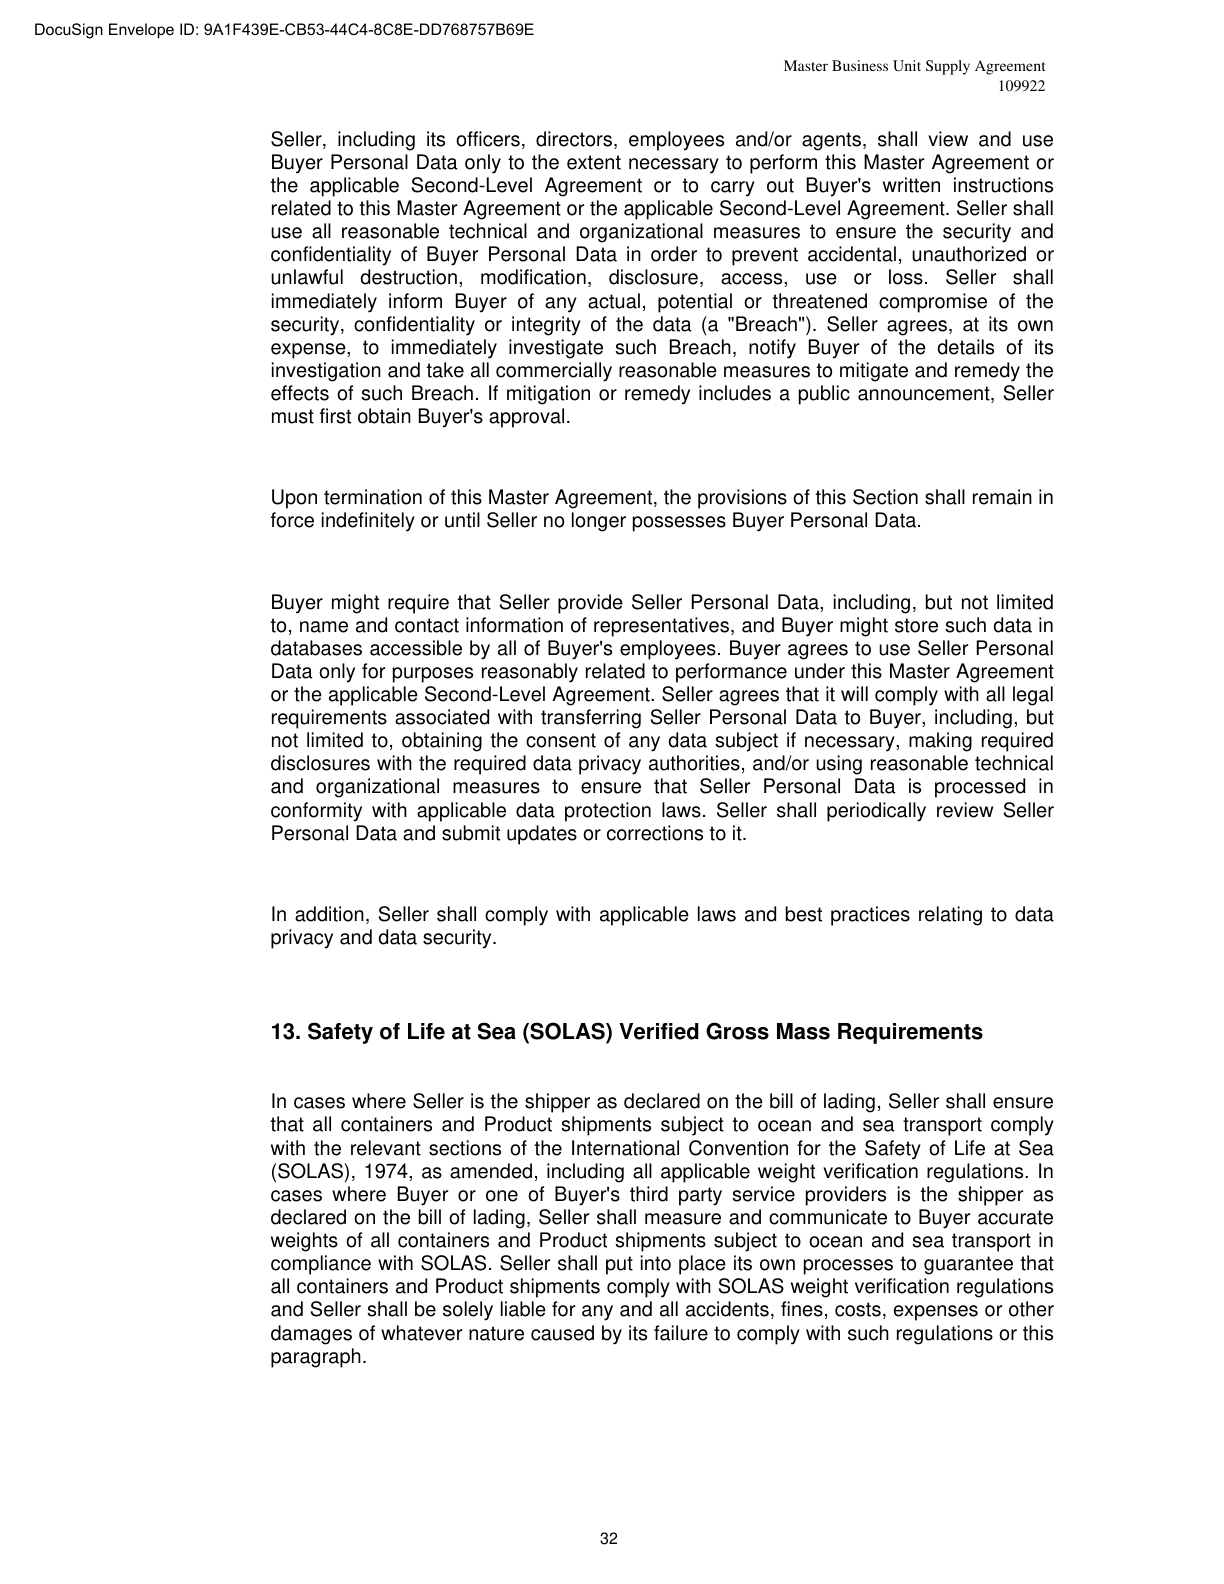 DocuSign Envelope ID: 9A1F439E-CB53-44C4-8C8E-DD768757B69E
Master Business Unit Supply Agreement
109922
Seller, including its officers, directors, employees and/or agents, shall view and use
Buyer Personal Data only to the extent necessary to perform this Master Agreement or
the applicable Second-Level Agreement or to carry out Buyer's written instructions
related to this Master Agreement or the applicable Second-Level Agreement. Seller shall
use all reasonable technical and organizational measures to ensure the security and
confidentiality of Buyer Personal Data in order to prevent accidental, unauthorized or
unlawful destruction, modification, disclosure, access, use or loss. Seller shall
immediately inform Buyer of any actual, potential or threatened compromise of the
security, confidentiality or integrity of the data (a "Breach"). Seller agrees, at its own
expense, to immediately investigate such Breach, notify Buyer of the details of its
investigation and take all commercially reasonable measures to mitigate and remedy the
effects of such Breach. If mitigation or remedy includes a public announcement, Seller
must first obtain Buyer's approval.
Upon termination of this Master Agreement, the provisions of this Section shall remain in
force indefinitely or until Seller no longer possesses Buyer Personal Data.
Buyer might require that Seller provide Seller Personal Data, including, but not limited
to, name and contact information of representatives, and Buyer might store such data in
databases accessible by all of Buyer's employees. Buyer agrees to use Seller Personal
Data only for purposes reasonably related to performance under this Master Agreement
or the applicable Second-Level Agreement. Seller agrees that it will comply with all legal
requirements associated with transferring Seller Personal Data to Buyer, including, but
not limited to, obtaining the consent of any data subject if necessary, making required
disclosures with the required data privacy authorities, and/or using reasonable technical
and organizational measures to ensure that Seller Personal Data is processed in
conformity with applicable data protection laws. Seller shall periodically review Seller
Personal Data and submit updates or corrections to it.
In addition, Seller shall comply with applicable laws and best practices relating to data
privacy and data security.
13. Safety of Life at Sea (SOLAS) Verified Gross Mass Requirements
In cases where Seller is the shipper as declared on the bill of lading, Seller shall ensure
that all containers and Product shipments subject to ocean and sea transport comply
with the relevant sections of the International Convention for the Safety of Life at Sea
(SOLAS), 1974, as amended, including all applicable weight verification regulations. In
cases where Buyer or one of Buyer's third party service providers is the shipper as
declared on the bill of lading, Seller shall measure and communicate to Buyer accurate
weights of all containers and Product shipments subject to ocean and sea transport in
compliance with SOLAS. Seller shall put into place its own processes to guarantee that
all containers and Product shipments comply with SOLAS weight verification regulations
and Seller shall be solely liable for any and all accidents, fines, costs, expenses or other
damages of whatever nature caused by its failure to comply with such regulations or this
paragraph.
32